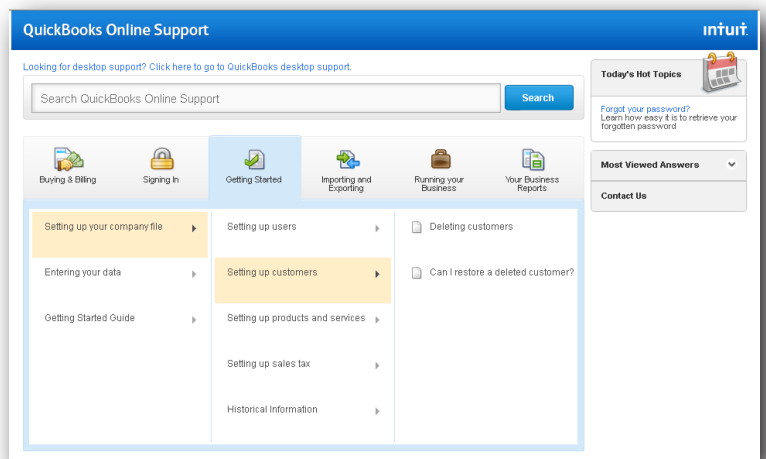 QuickBooks Online Support
intuit.
Looking for desktop support? Click here to go to QuickBooks desktop support.
Search QuickBooks Online Support
Search
Buying & Billing
Signing In
Getting Started
Importing and
Exporting
Running your
Business
Your Business
Reports
Setting up your company file
Entering your data
Getting Started Guide
Setting up users
Setting up customers
Setting up products and services
Setting up sales tax
Historical Information
Deleting customers
Can I restore a deleted customer?
Today's Hot Topics
Forgot your password?
Learn how easy it is to retrieve your
forgotten password
Most Viewed Answers
Contact Us